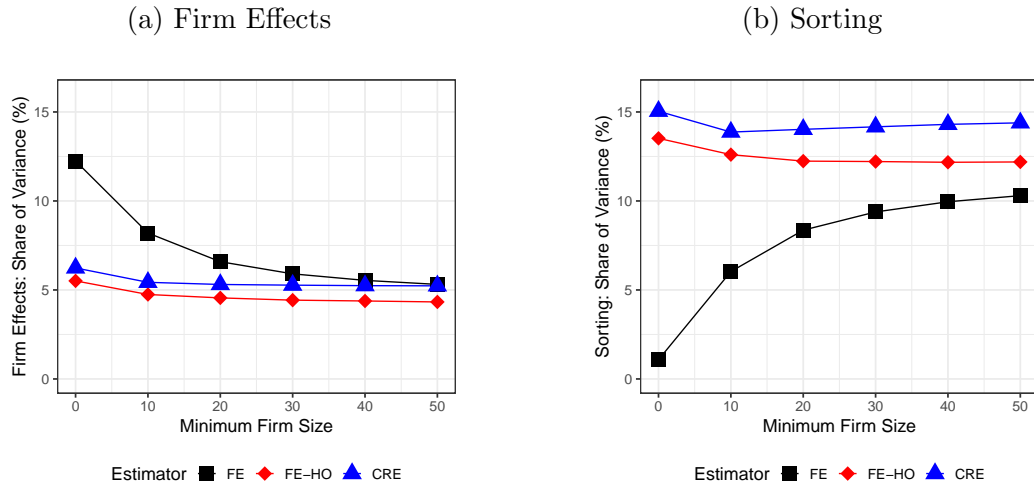 (a) Firm Effects
Firm Effects: Share of Variance (%)
15
10
5
0
0 10 20 30 40 50
Minimum Firm Size
Estimator FE FE−HO CRE
(b) Sorting
Sorting: Share of Variance (%)
15
10
5
0
0 10 20 30 40 50
Minimum Firm Size
Estimator FE FE−HO CRE